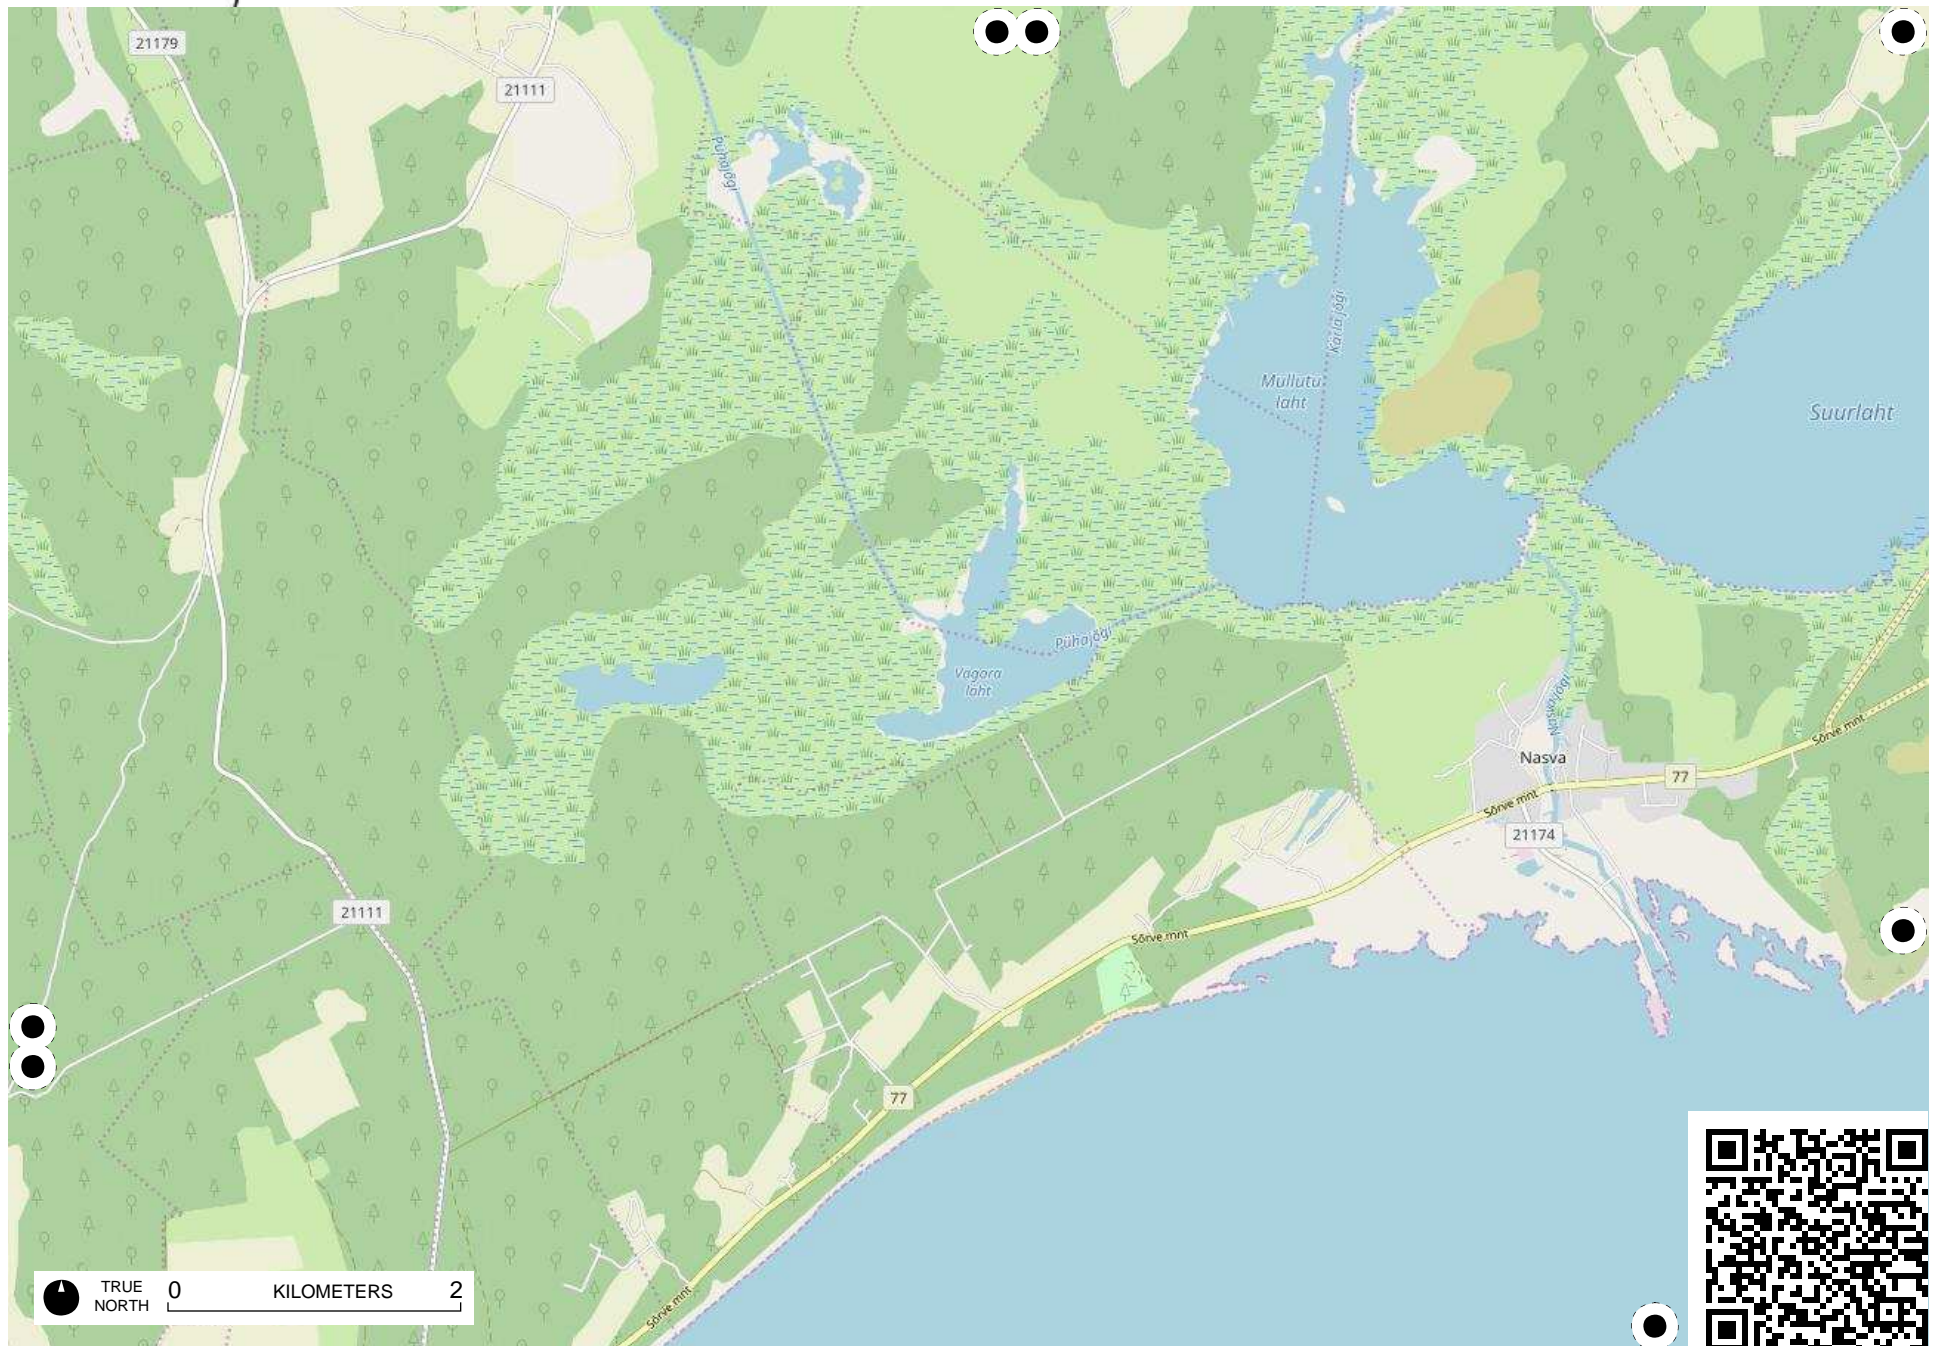 21179
21111
Pühajõgi
Kärla jõgi
Mullutu
laht
Suurlaht
Pühajõgi
Vägara
laht
Nasva jõgi
Sõrve mnt
Nasva
77
Sõrve mnt
21174
21111
Sõrve mnt
77
TRUE
NORTH
0
KILOMETERS
2
Sõrve mnt